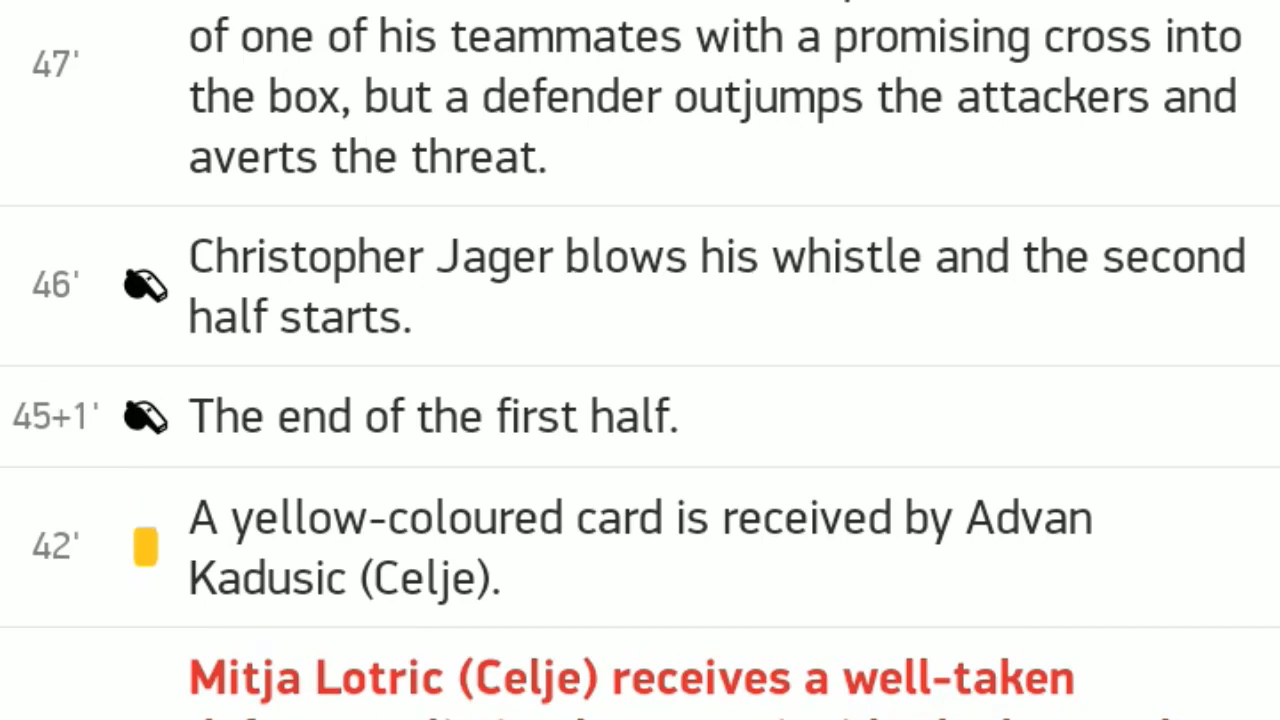 of one of his teammates with a promising cross into
47'
the box, but a defender outjumps the attackers and
averts the threat.
46'
Christopher Jager blows his whistle and the second
half starts.
45+1'
The end of the first half.
42'
A yellow-coloured card is received by Advan
Kadusic (Celje).
Mitja Lotric (Celje) receives a well-taken